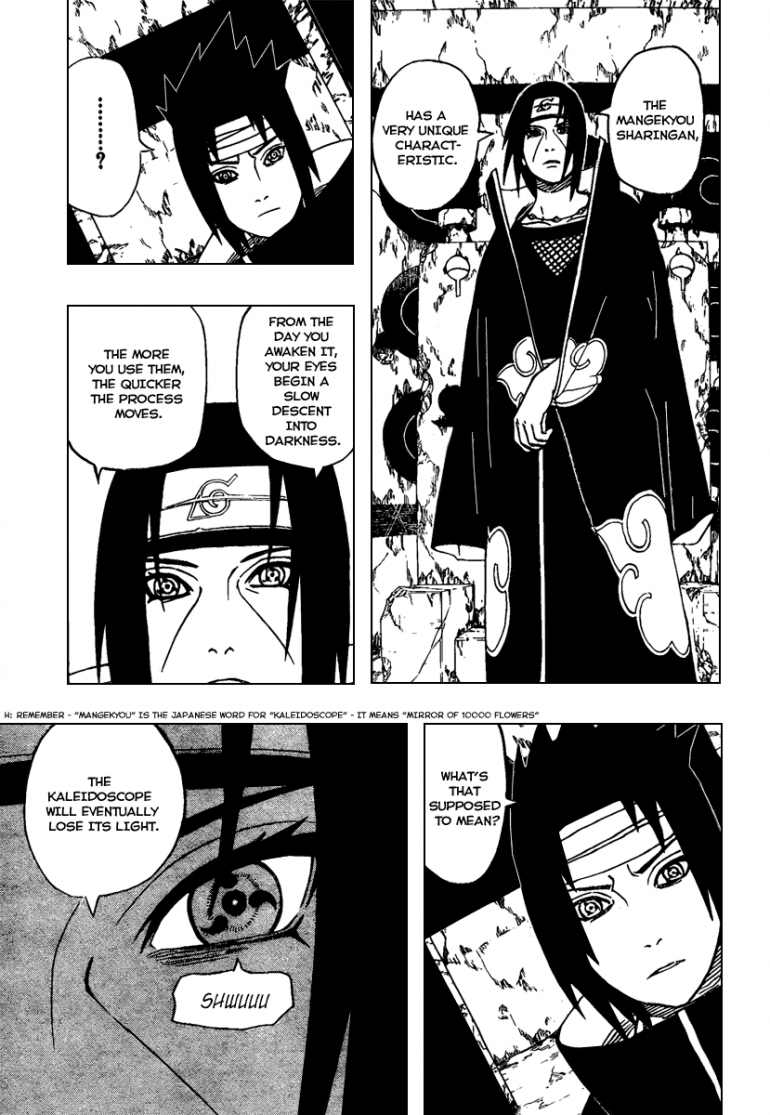 THE
MANGEKYOU
SHARINGAN,
HAS A
VERY UNIQUE
CHARACT-
ERISTIC.
.........?
FROM THE
DAY YOU
AWAKEN IT,
YOUR EYES
BEGIN A
SLOW
DESCENT
INTO
DARKNESS.
THE MORE
YOU USE THEM,
THE QUICKER
THE PROCESS
MOVES.
H: REMEMBER - "MANGEKYOU" IS THE JAPANESE WORD FOR "KALEIDOSCOPE" - IT MEANS "MIRROR OF 10000 FLOWERS"
WHAT'S
THAT
SUPPOSED
TO MEAN?
THE
KALEIDOSCOPE
WILL EVENTUALLY
LOSE ITS LIGHT.
SHWUUU